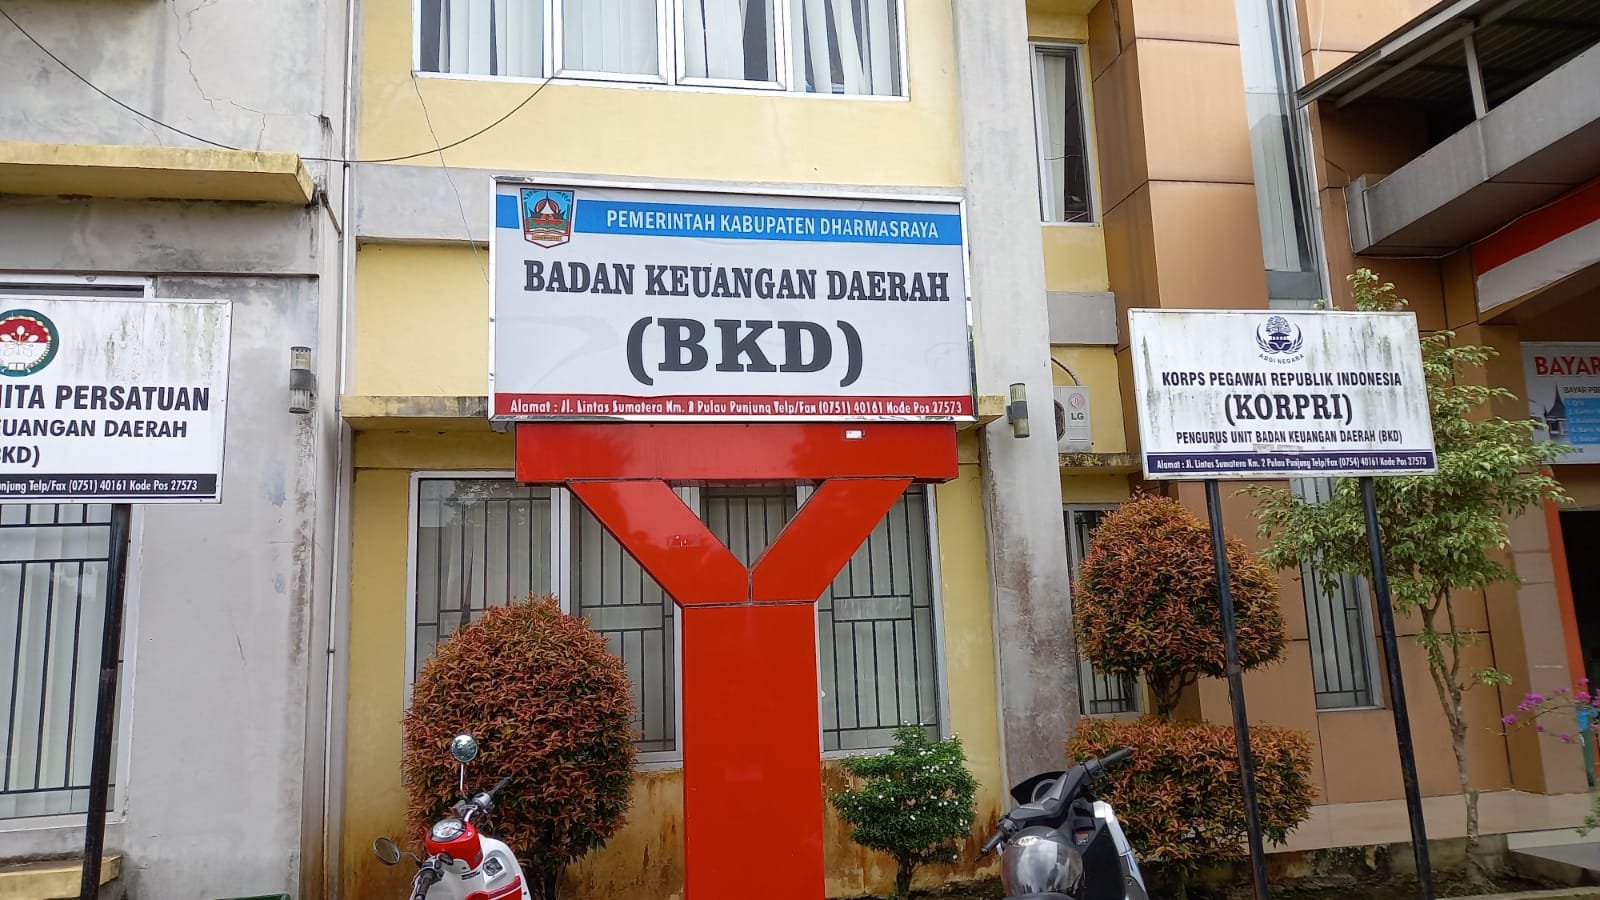 PEMERINTAH KABUPATEN DHARMASRAYA
BADAN KEUANGAN DAERAH
(BKD)
Alamat : Jl. Lintas Sumatera Km. 2 Pulau Punjung Telp/Fax (0751) 40161 Kode Pos 27573
PERSATUAN
KEUANGAN DAERAH
(BKD)
Telp/Fax (0751) 40161 Kode Pos 27573
ABDI NEGARA
KORPS PEGAWAI REPUBLIK INDONESIA
(KORPRI)
PENGURUS UNIT BADAN KEUANGAN DAERAH (BKD)
Alamat : Jl. Lintas Sumatera Km. 2 Pulau Punjung Telp/Fax (0754) 40161 Kode Pos 27573
LG
BAYAR
BAYAR PBB